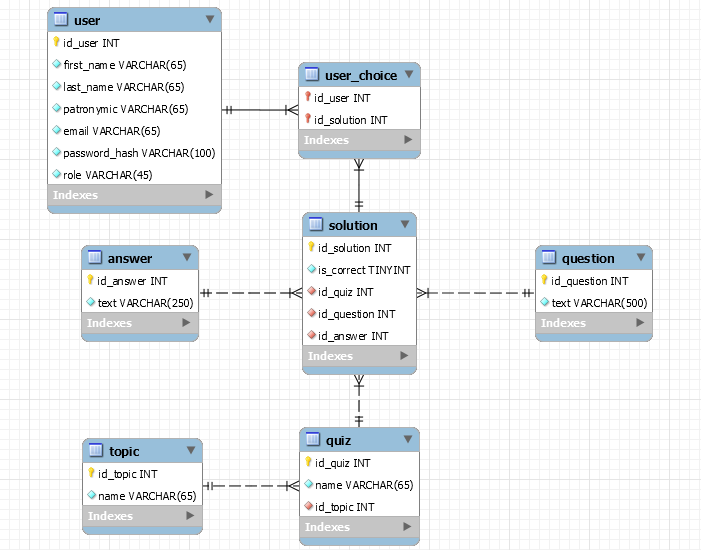 user
id_user INT
first_name VARCHAR(65)
last_name VARCHAR(65)
patronymic VARCHAR(65)
email VARCHAR(65)
password_hash VARCHAR(100)
role VARCHAR(45)
Indexes
user_choice
id_user INT
id_solution INT
Indexes
solution
id_solution INT
is_correct TINYINT
id_quiz INT
id_question INT
id_answer INT
Indexes
answer
id_answer INT
text VARCHAR(250)
Indexes
question
id_question INT
text VARCHAR(500)
Indexes
topic
id_topic INT
name VARCHAR(65)
Indexes
quiz
id_quiz INT
name VARCHAR(65)
id_topic INT
Indexes